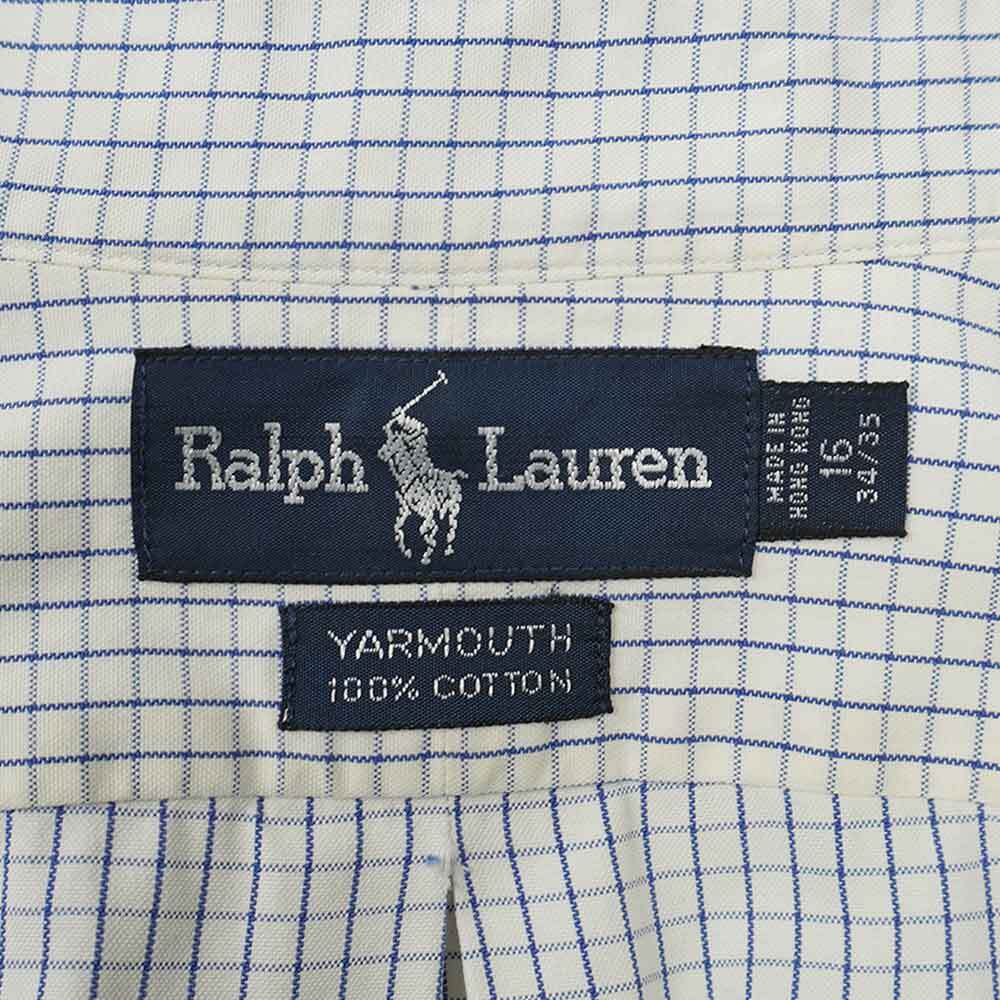 Ralph Lauren
MADE IN
HONG KONG
16
34/35
YARMOUTH
100% COTTON